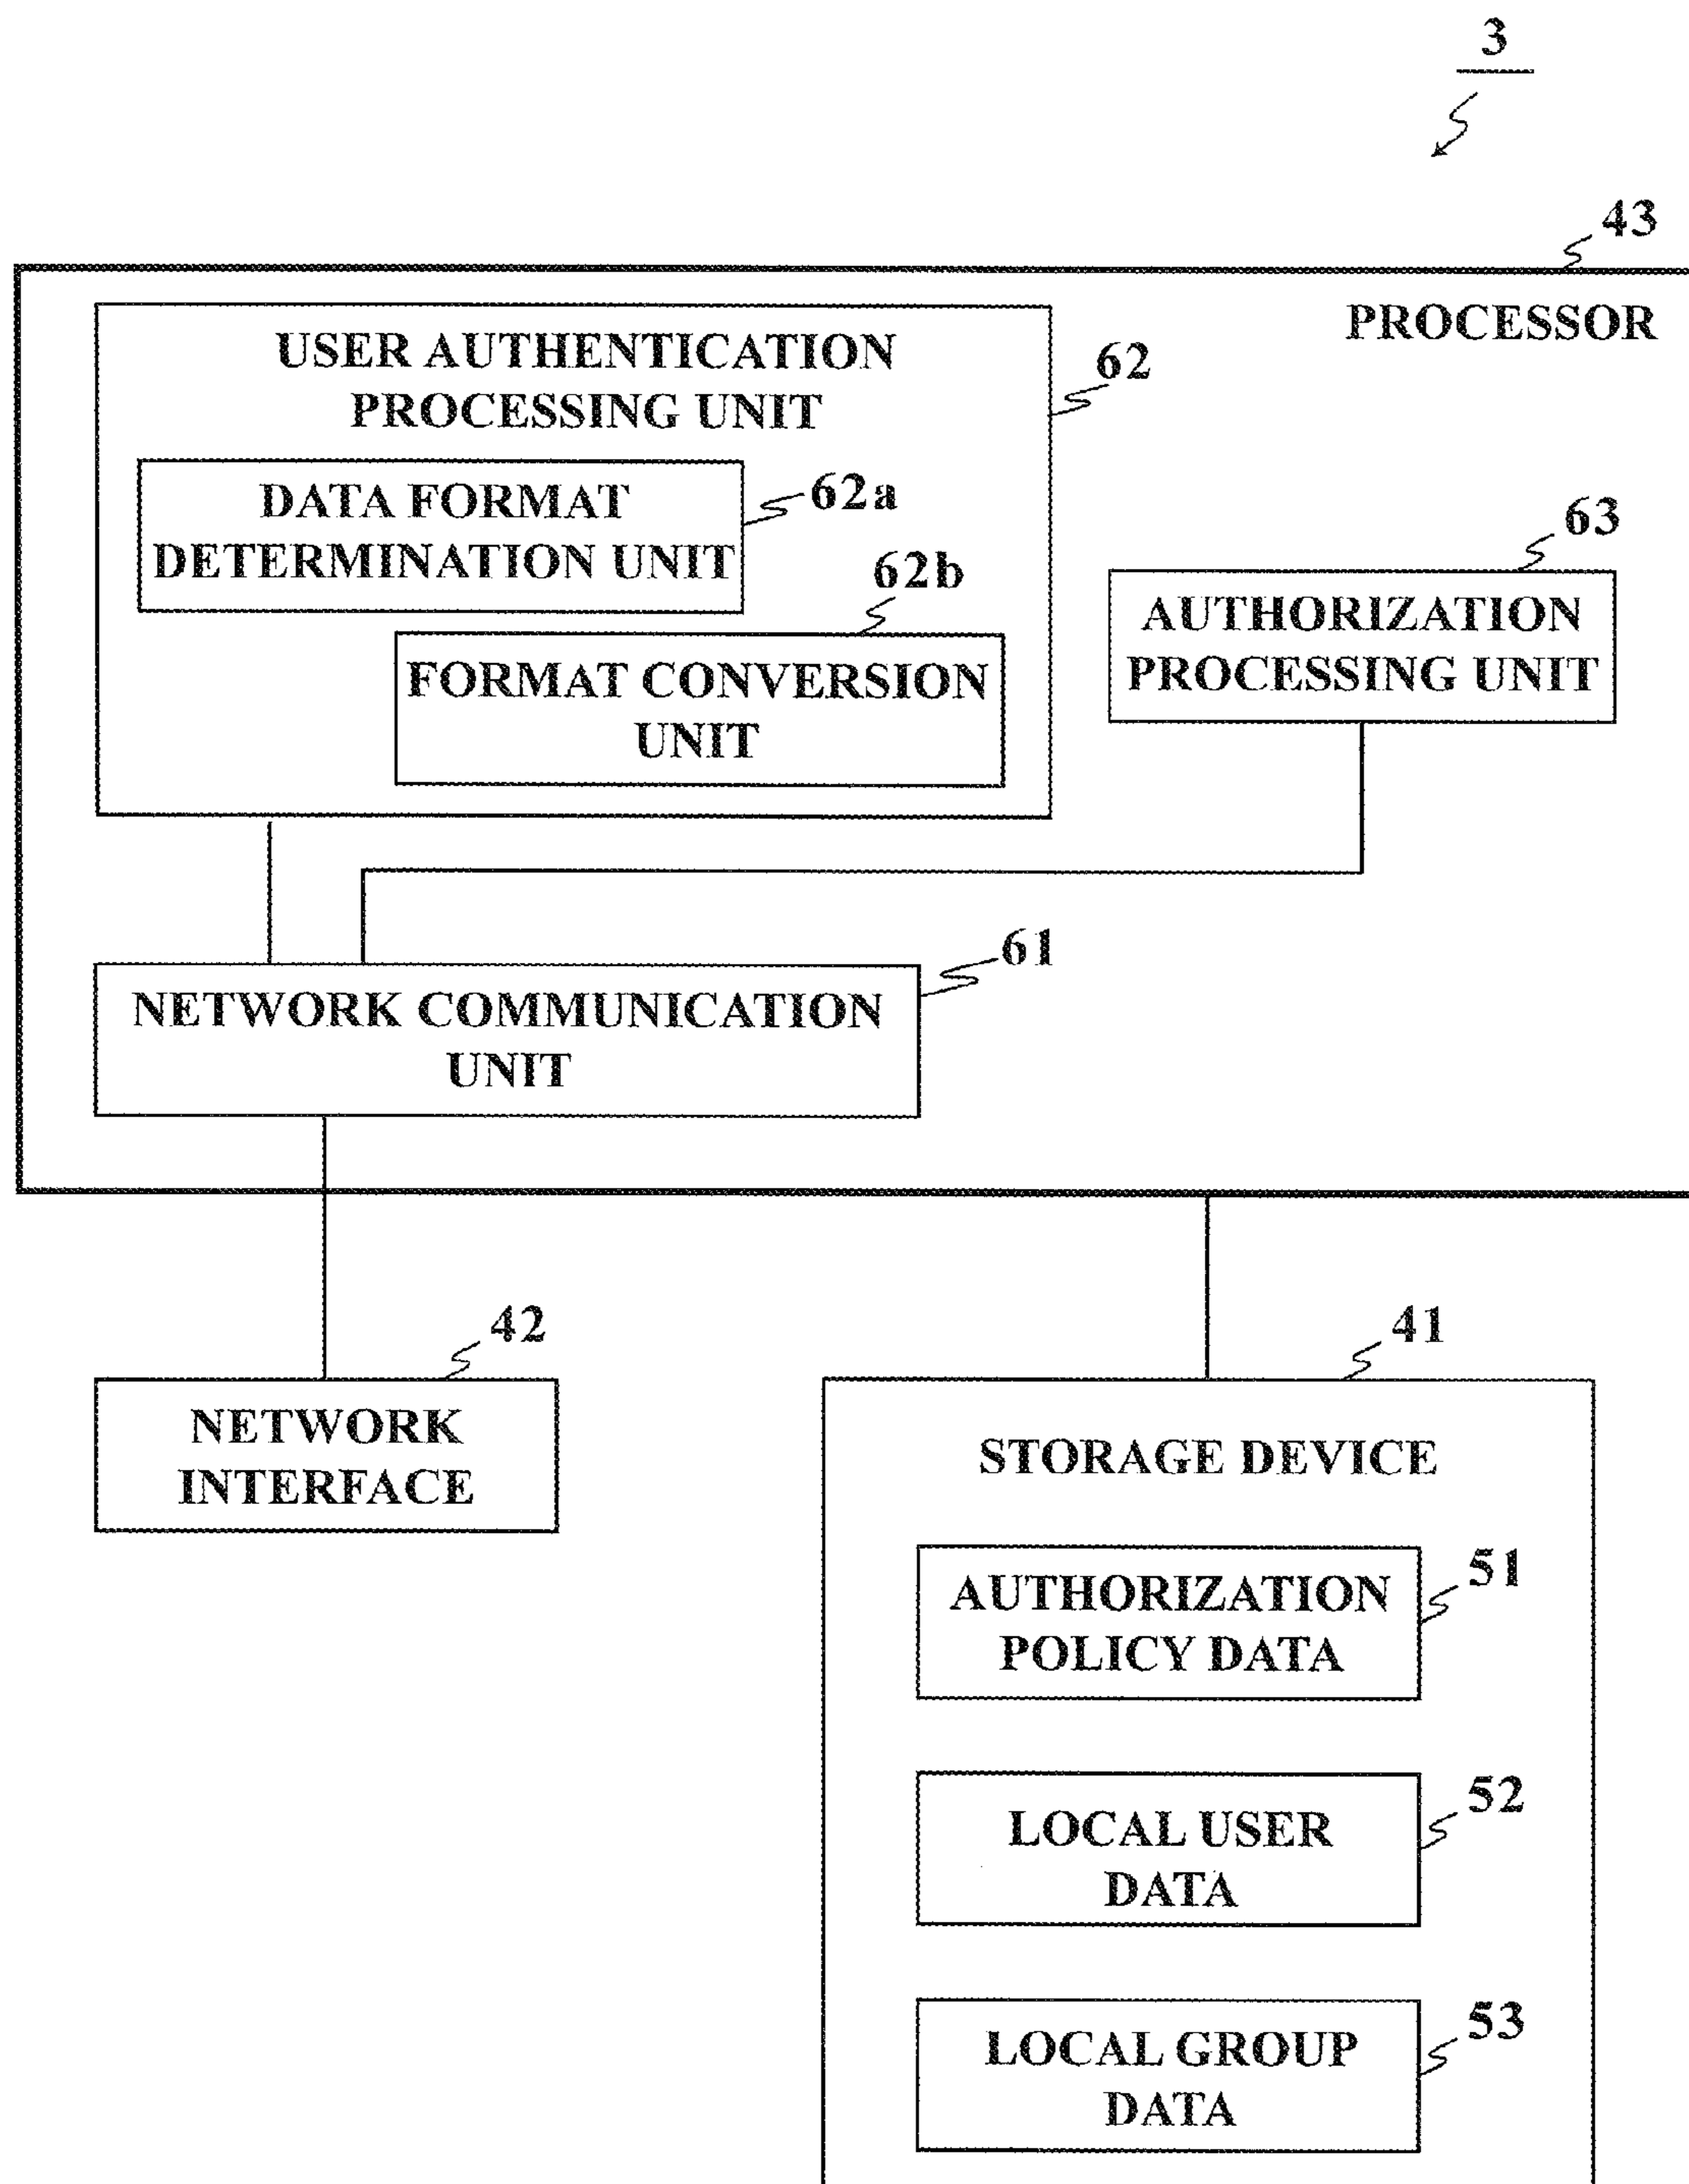 3
43
PROCESSOR
USER AUTHENTICATION
PROCESSING UNIT
62
DATA FORMAT
DETERMINATION UNIT
62a
62b
FORMAT CONVERSION
UNIT
63
AUTHORIZATION
PROCESSING UNIT
61
NETWORK COMMUNICATION
UNIT
42
NETWORK
INTERFACE
41
STORAGE DEVICE
AUTHORIZATION
POLICY DATA
51
LOCAL USER
DATA
52
LOCAL GROUP
DATA
53